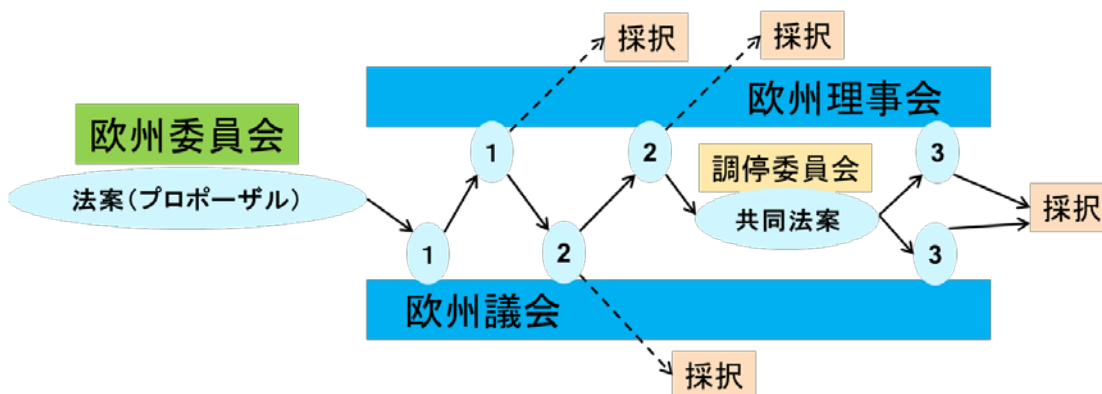 採択
採択
欧州理事会
欧州委員会
法案(プロポーザル)
1
2
3
調停委員会
共同法案
採択
1
2
3
欧州議会
採択